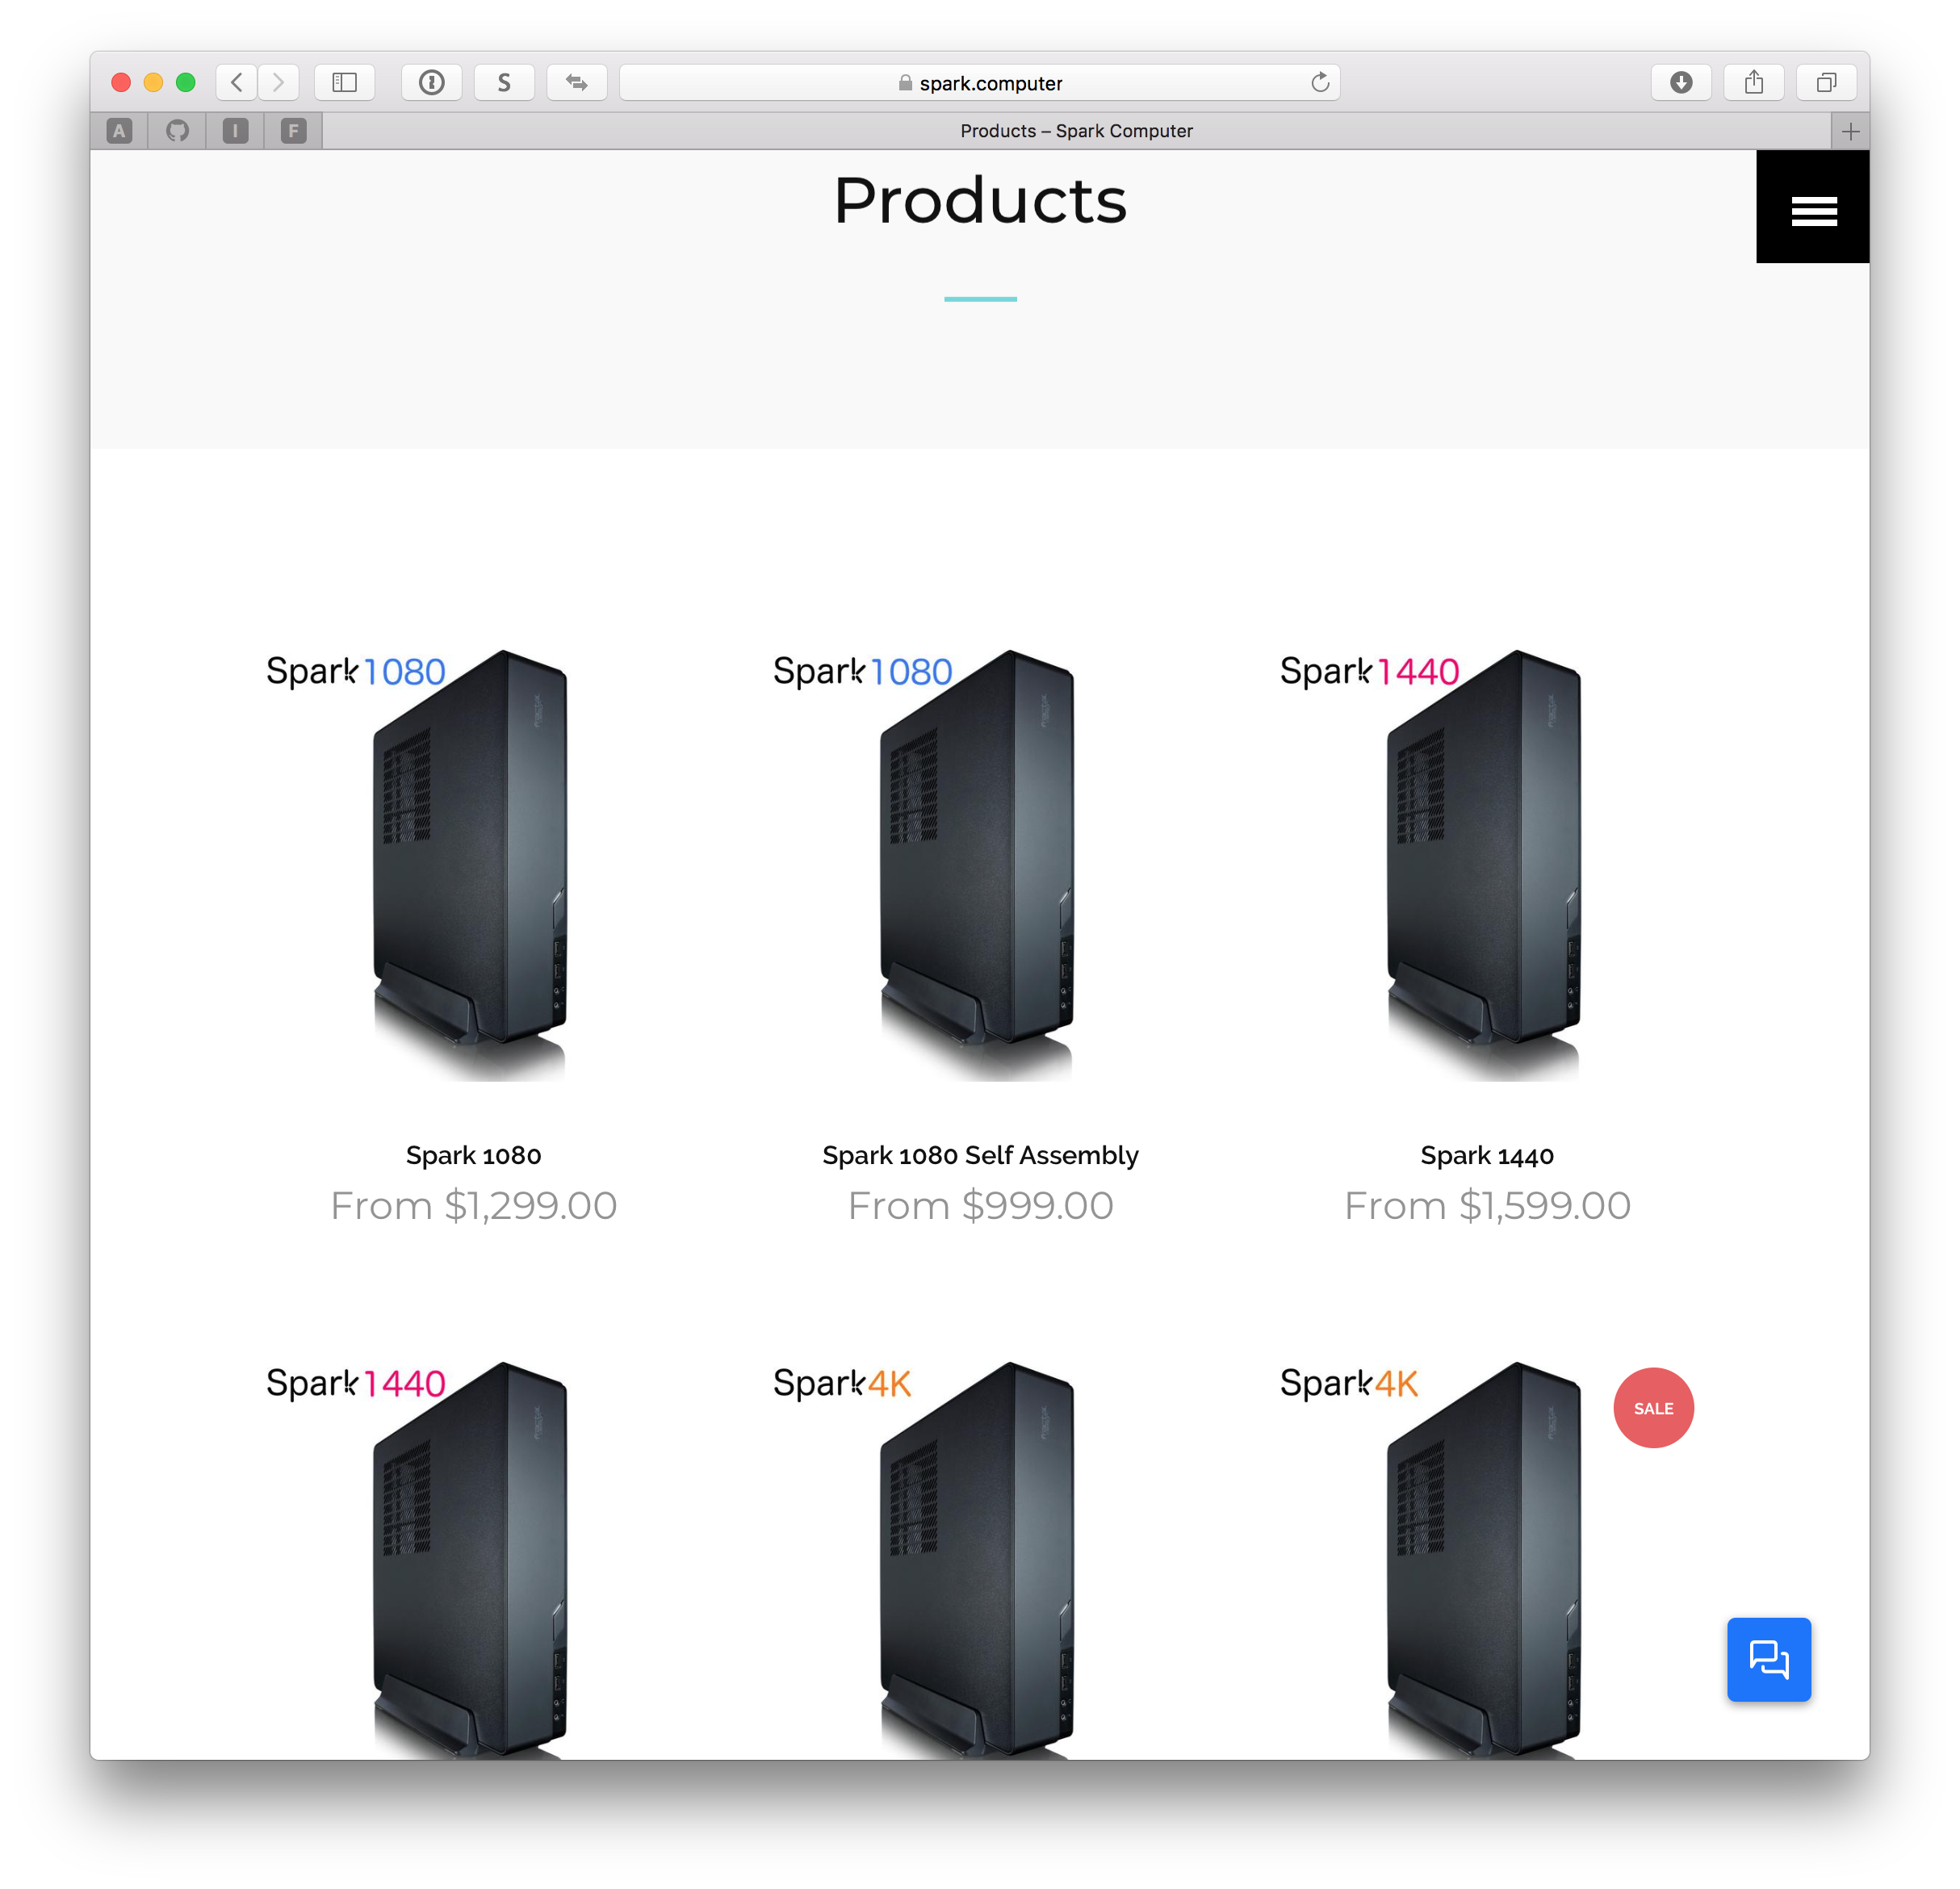 S
spark.computer
A
I
F
Products – Spark Computer
Products
Spark1080
Spark1080
Spark1440
Spark 1080
Spark 1080 Self Assembly
Spark 1440
From $1,299.00
From $999.00
From $1,599.00
Spark1440
Spark4K
Spark4K
SALE